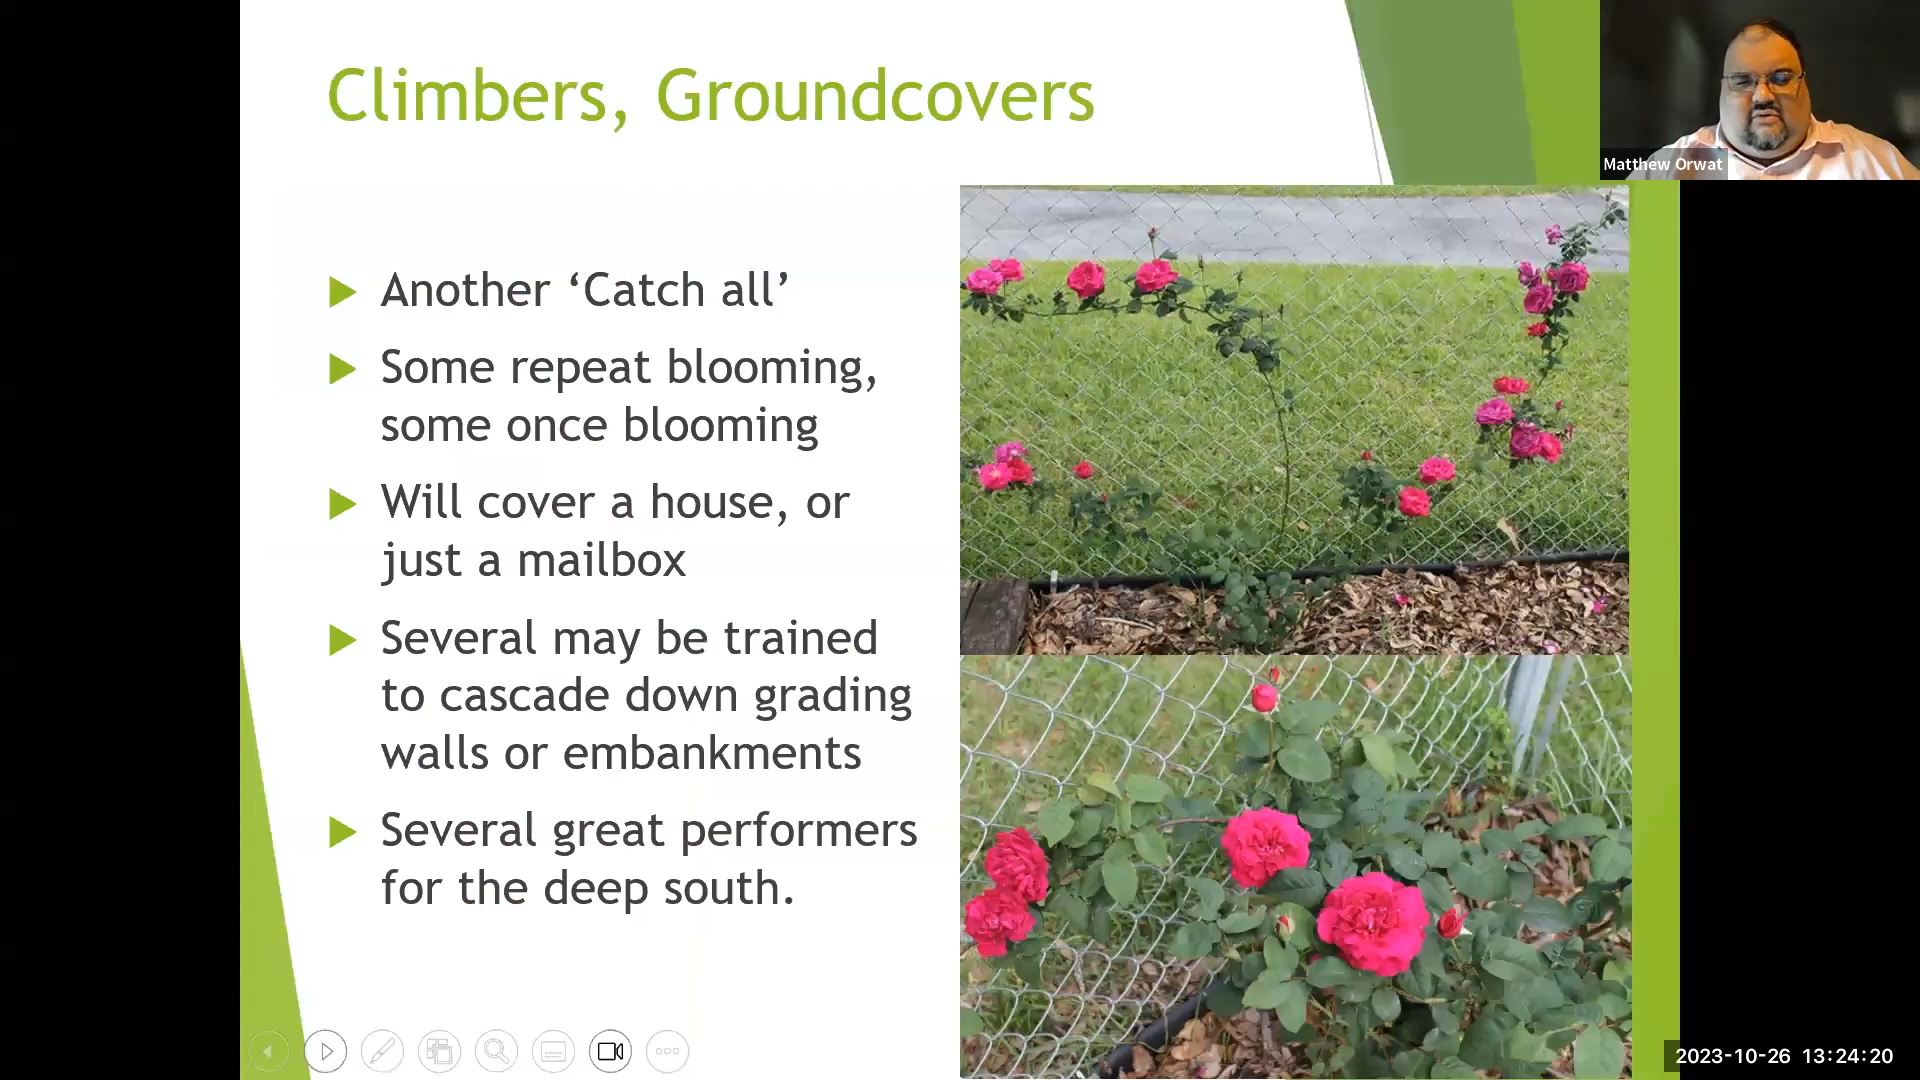 Climbers, Groundcovers
Matthew Orwat
Another ‘Catch all’
Some repeat blooming,
some once blooming
Will cover a house, or
just a mailbox
Several may be trained
to cascade down grading
walls or embankments
Several great performers
for the deep south.
2023-10-26 13:24:20